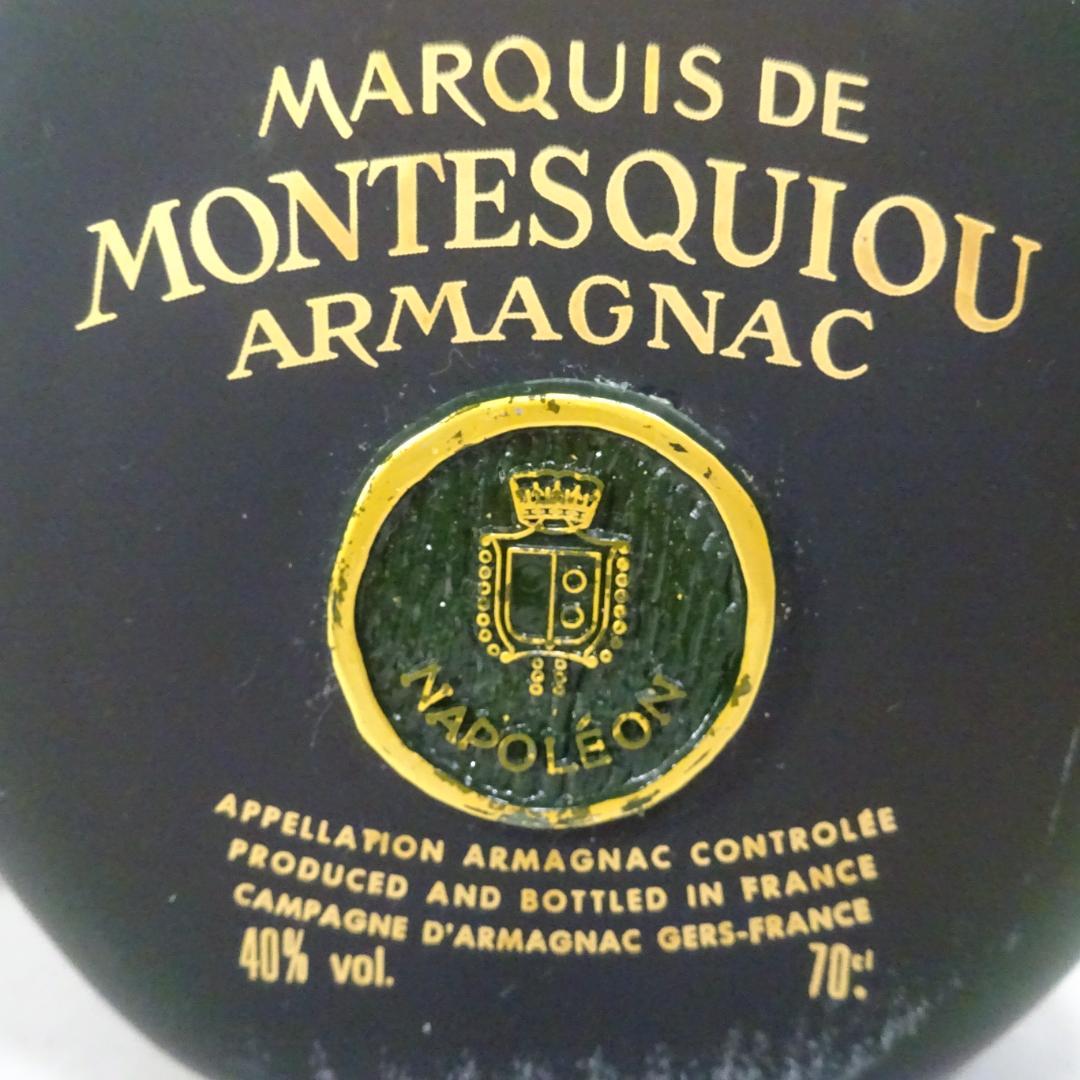 MARQUIS DE
MONTESQUIOU
ARMAGNAC
NAPOLÉON
APPELLATION ARMAGNAC CONTROLÉE
PRODUCED AND BOTTLED IN FRANCE
CAMPAGNE D'ARMAGNAC GERS-FRANCE
40% vol. 70cl